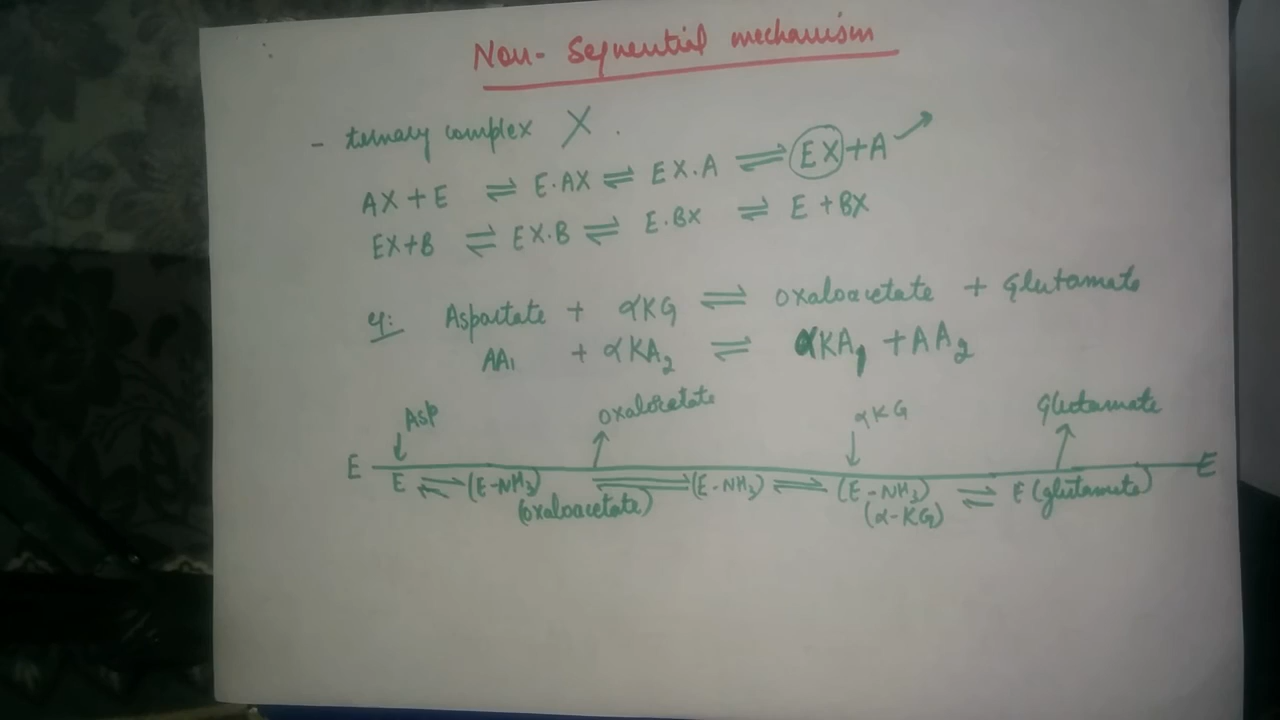 Non- Sequential mechanism
- ternary complex X .
AX + E ⇌ E·AX ⇌ EX·A ⇌ EX + A ↗
EX+B ⇌ EX·B ⇌ E·BX ⇌ E + BX
eg: Aspartate + αKG ⇌ oxaloacetate + Glutamate
AA1 + αKA2 ⇌ αKA1 + AA2
Asp oxaloacetate αKG Glutamate
E E
E ⇌ (E-NH3) ⇌ (E-NH3) ⇌ (E-NH3) ⇌ E (glutamate)
(oxaloacetate) (α-KG)